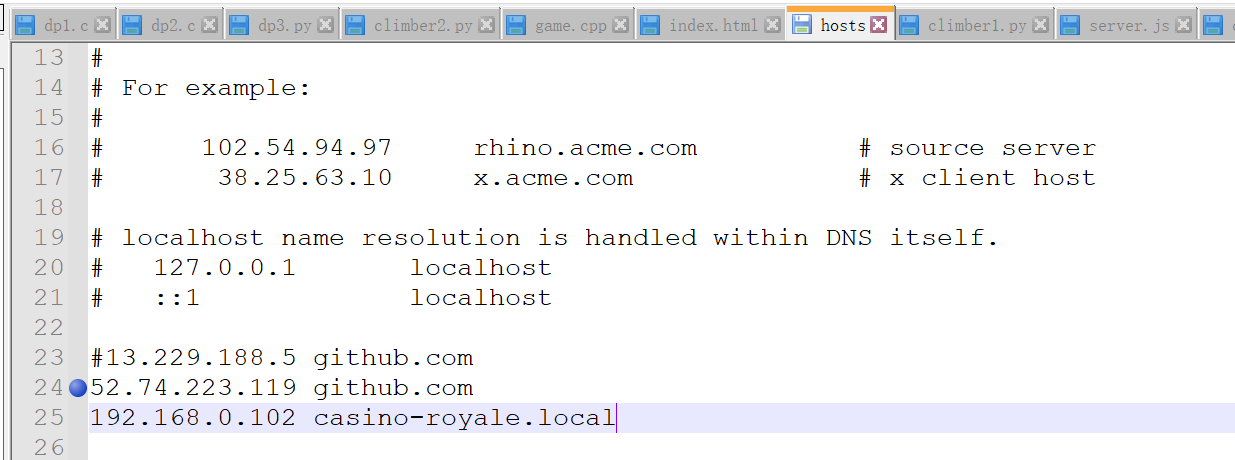 dp1.c dp2.c dp3.py climber2.py game.cpp index.html hosts climber1.py server.js
13 #
14 # For example:
15 #
16 # 102.54.94.97 rhino.acme.com # source server
17 # 38.25.63.10 x.acme.com # x client host
18
19 # localhost name resolution is handled within DNS itself.
20 # 127.0.0.1 localhost
21 # ::1 localhost
22
23 #13.229.188.5 github.com
24 52.74.223.119 github.com
25 192.168.0.102 casino-royale.local
26